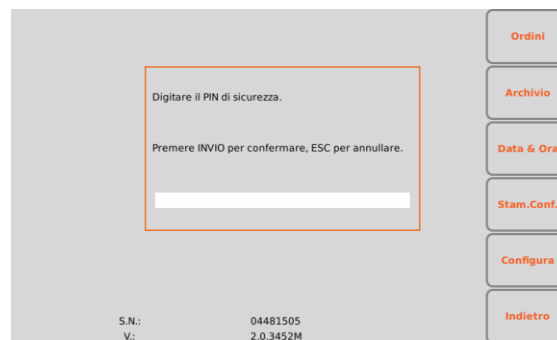 Ordini
Digitare il PIN di sicurezza.
Archivio
Premere INVIO per confermare, ESC per annullare.
Data & Ora
Stam.Conf.
Configura
Indietro
S.N.: 04481505
V.: 2.0.3452M